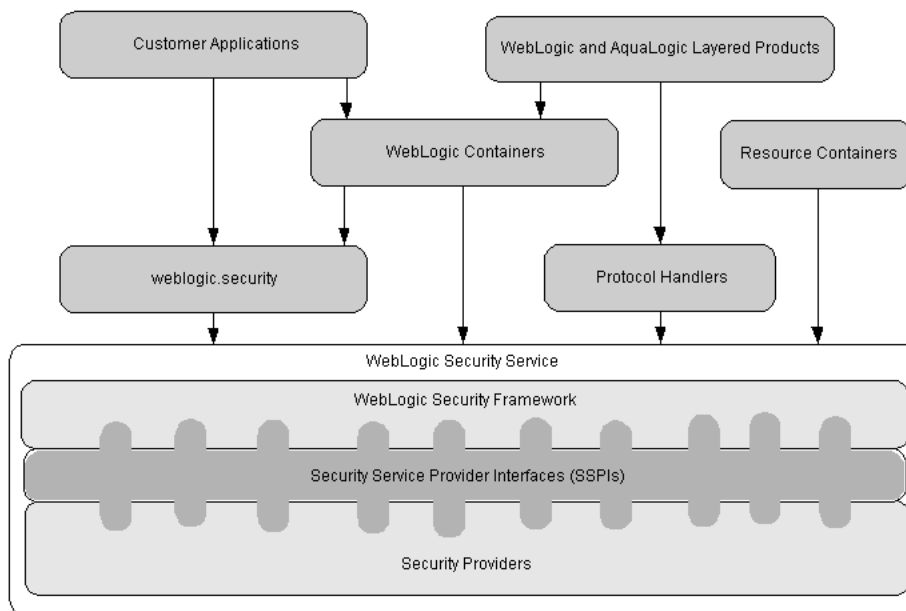 Customer Applications
WebLogic and AquaLogic Layered Products
WebLogic Containers
Resource Containers
weblogic.security
Protocol Handlers
WebLogic Security Service
WebLogic Security Framework
Security Service Provider Interfaces (SSPIs)
Security Providers